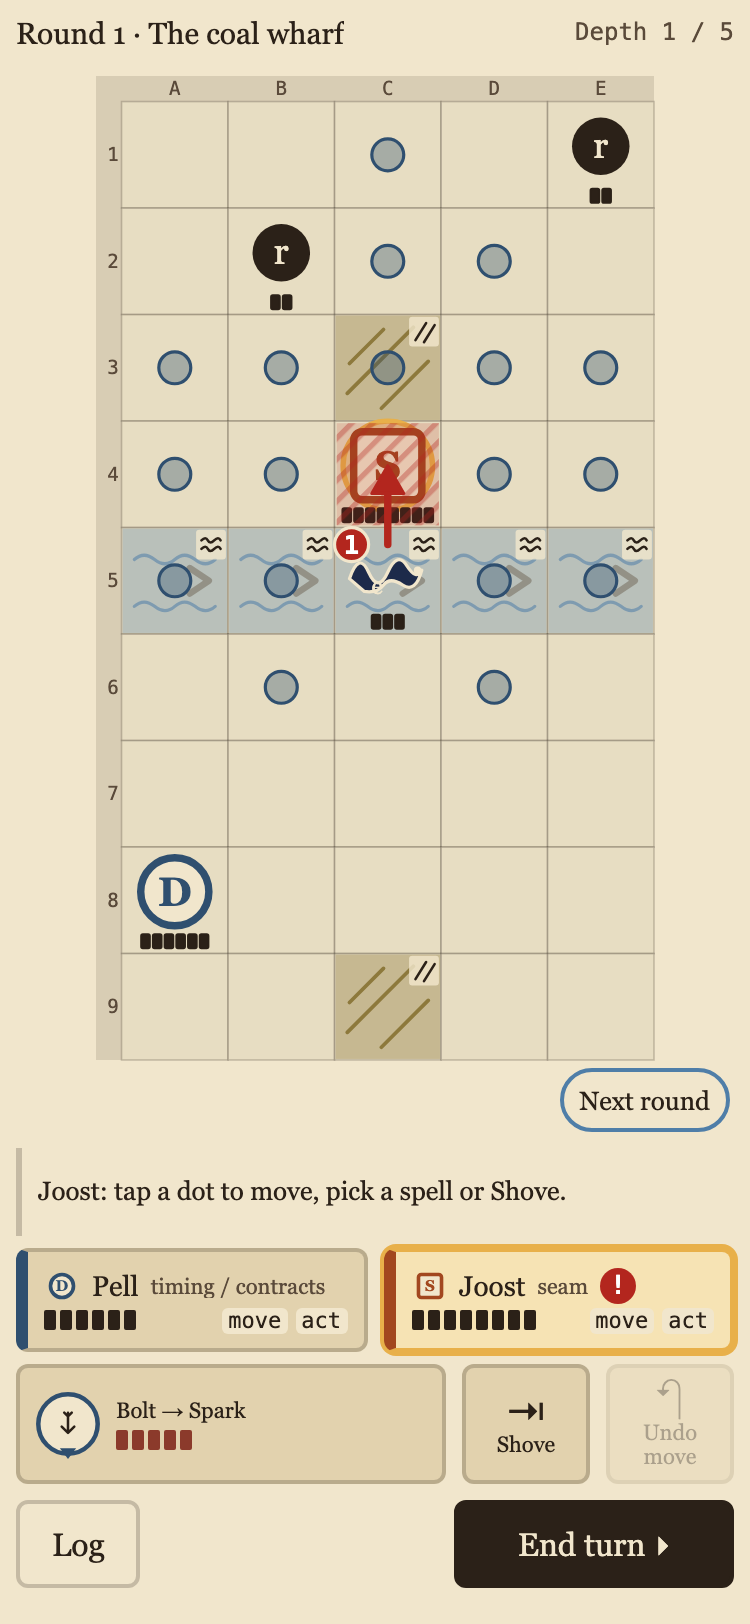 Round 1 · The coal wharf
Depth 1 / 5
A B C D E
1 r
2 r
3
4 S
5 1
6
7
8 D
9
Next round
Joost: tap a dot to move, pick a spell or Shove.
D Pell timing / contracts
move act
S Joost seam !
move act
Bolt → Spark
Shove
Undo
move
Log
End turn